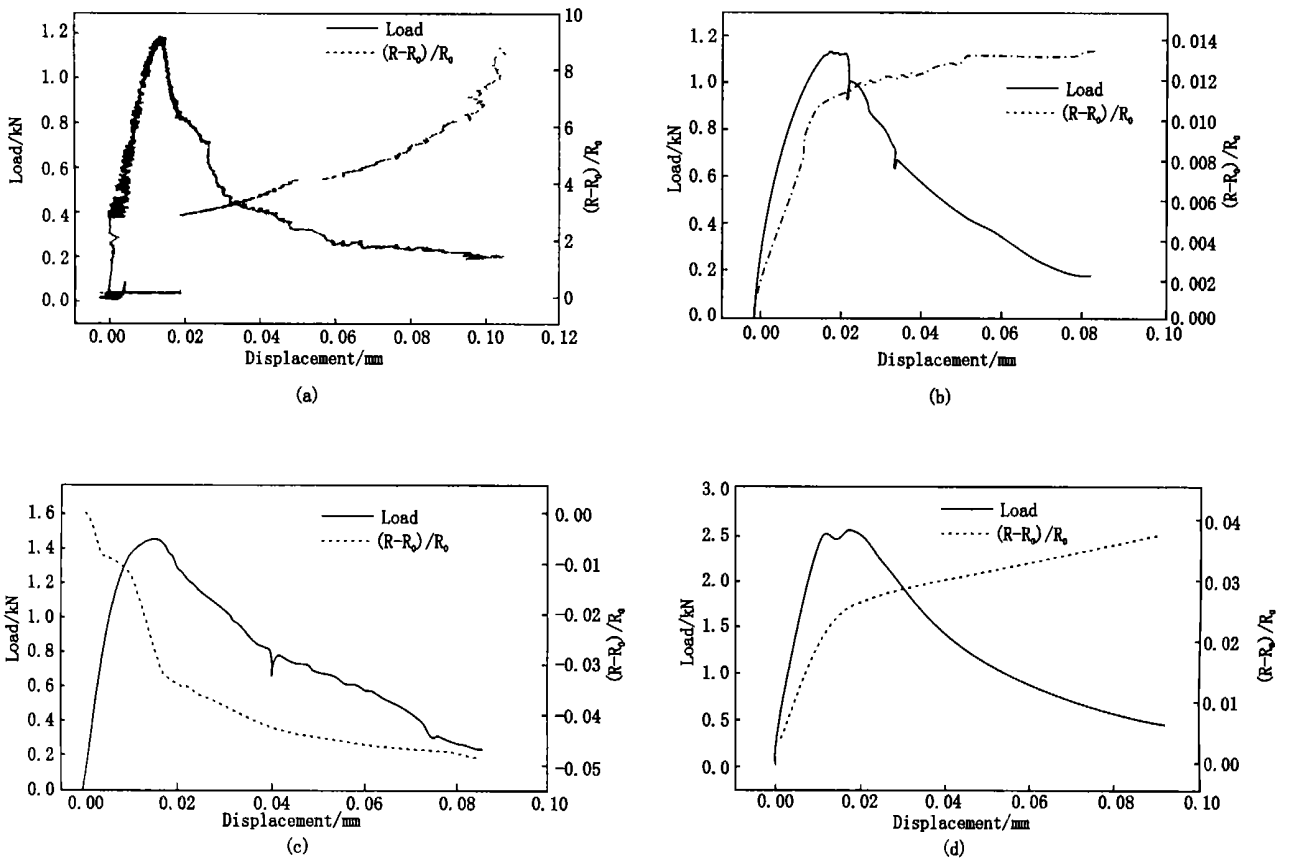 Load
(R-R₀)/R₀
Load/kN
1.2
1.0
0.8
0.6
0.4
0.2
0.0
10
8
6
4
2
0
(R-R₀)/R₀
0.00 0.02 0.04 0.06 0.08 0.10 0.12
Displacement/mm
(a)
Load
(R-R₀)/R₀
Load/kN
1.2
1.0
0.8
0.6
0.4
0.2
0.0
0.014
0.012
0.010
0.008
0.006
0.004
0.002
0.000
(R-R₀)/R₀
0.00 0.02 0.04 0.06 0.08 0.10
Displacement/mm
(b)
Load
(R-R₀)/R₀
Load/kN
1.6
1.4
1.2
1.0
0.8
0.6
0.4
0.2
0.0
0.00
-0.01
-0.02
-0.03
-0.04
-0.05
(R-R₀)/R₀
0.00 0.02 0.04 0.06 0.08 0.10
Displacement/mm
(c)
Load
(R-R₀)/R₀
Load/kN
3.0
2.5
2.0
1.5
1.0
0.5
0.0
0.04
0.03
0.02
0.01
0.00
(R-R₀)/R₀
0.00 0.02 0.04 0.06 0.08 0.10
Displacement/mm
(d)